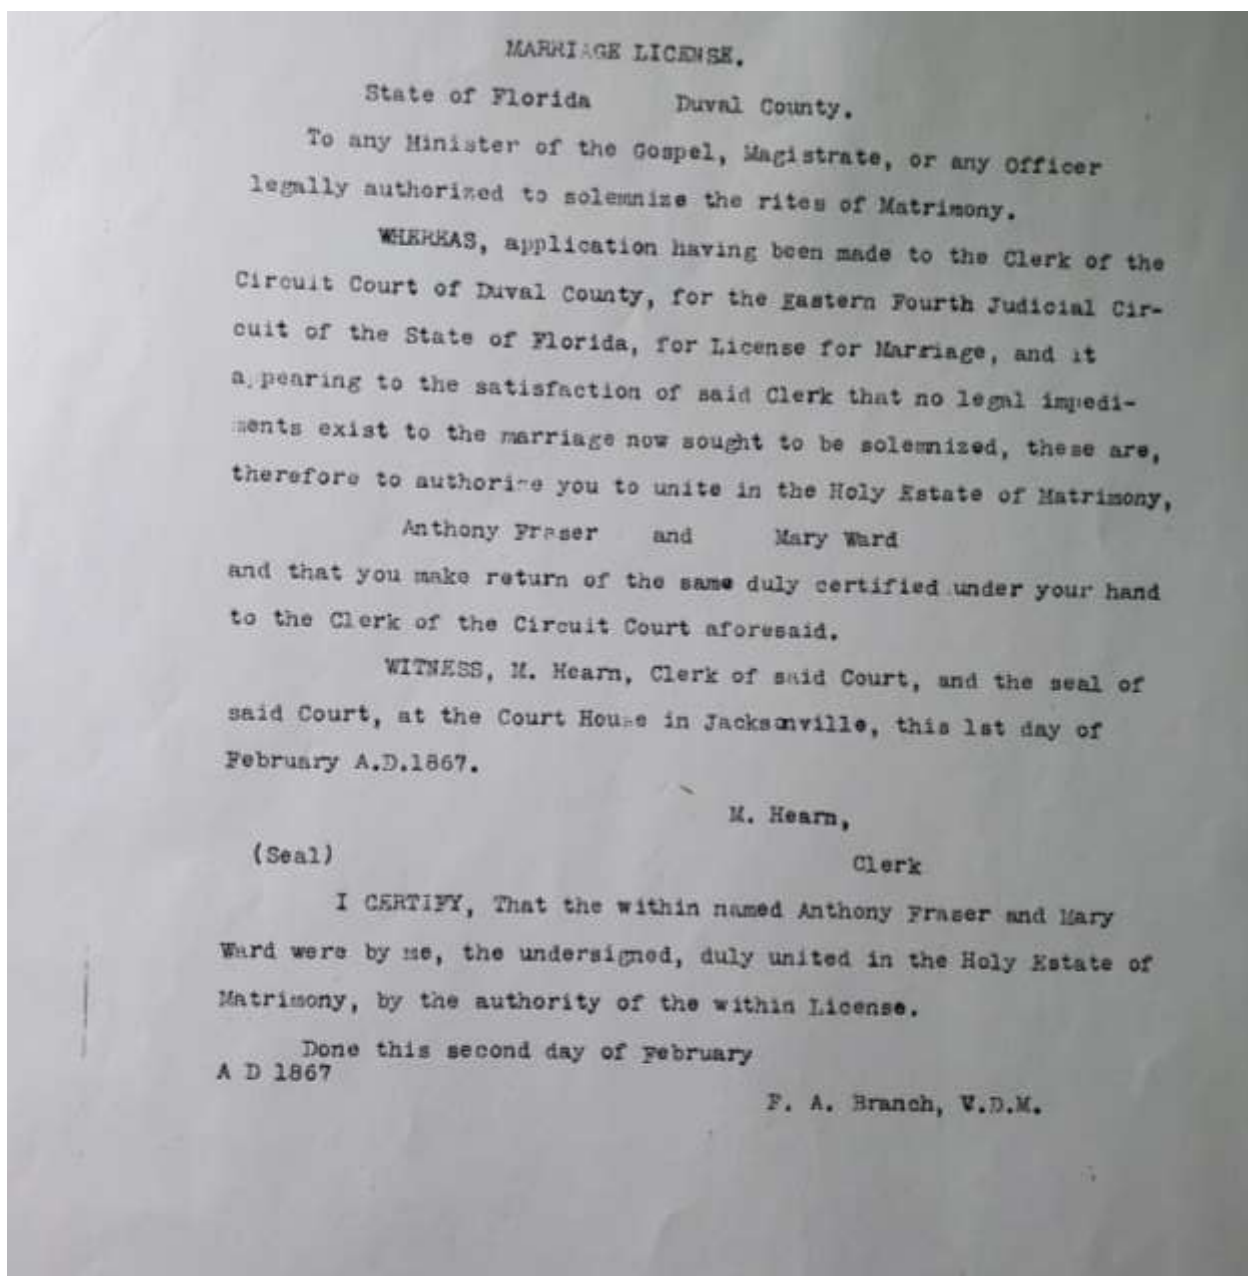 MARRIAGE LICENSE.
State of Florida Duval County.
To any Minister of the Gospel, Magistrate, or any Officer
legally authorized to solemnize the rites of Matrimony.
WHEREAS, application having been made to the Clerk of the
Circuit Court of Duval County, for the Eastern Fourth Judicial Cir-
cuit of the State of Florida, for License for Marriage, and it
appearing to the satisfaction of said Clerk that no legal impedi-
ments exist to the marriage now sought to be solemnized, these are,
therefore to authorize you to unite in the Holy Estate of Matrimony,
Anthony Fraser and Mary Ward
and that you make return of the same duly certified under your hand
to the Clerk of the Circuit Court aforesaid.
WITNESS, M. Hearn, Clerk of said Court, and the seal of
said Court, at the Court House in Jacksonville, this 1st day of
February A.D.1867.
M. Hearn,
(Seal)
Clerk
I CERTIFY, That the within named Anthony Fraser and Mary
Ward were by me, the undersigned, duly united in the Holy Estate of
Matrimony, by the authority of the within License.
Done this second day of February
A D 1867
F. A. Branch, V.D.M.